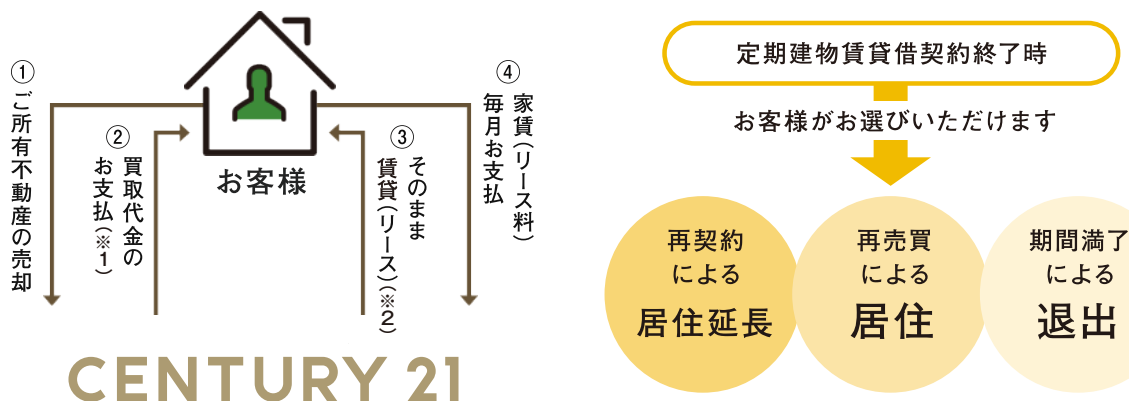 ①ご所有不動産の売却
②買取代金の
お支払(※1)
お客様
③そのまま
賃貸(リース)(※2)
④家賃(リース料)
毎月お支払
CENTURY 21
定期建物賃貸借契約終了時
お客様がお選びいただけます
再契約
による
居住延長
再売買
による
居住
期間満了
による
退出